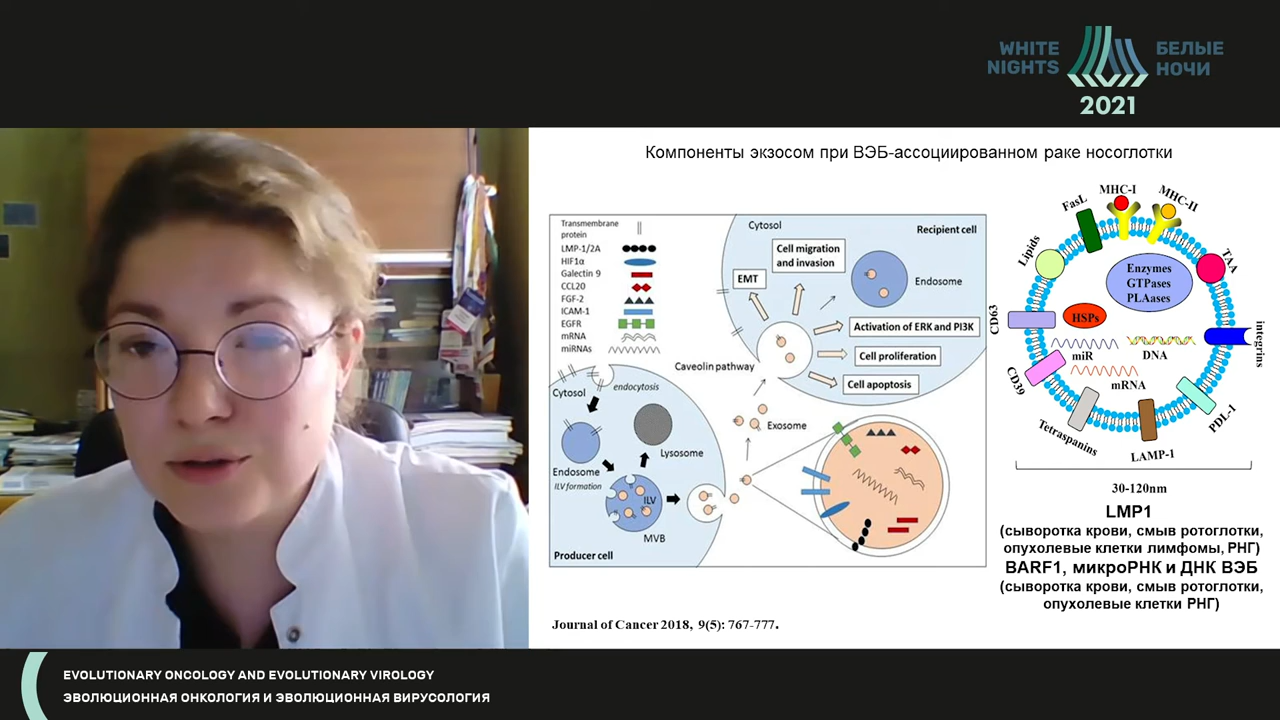 WHITE
NIGHTS
БЕЛЫЕ
НОЧИ
2021
Компоненты экзосом при ВЭБ-ассоциированном раке носоглотки
Transmembrane
protein
LMP-1/2A
HIF1α
Galectin 9
CCL20
FGF-2
ICAM-1
EGFR
mRNA
miRNAs
Cytosol
Recipient cell
Cell migration
and invasion
EMT
Endosome
Activation of ERK and PI3K
Cell proliferation
Cell apoptosis
Caveolin pathway
endocytosis
Cytosol
Endosome
ILV formation
Lysosome
ILV
MVB
Producer cell
Exosome
FasL
MHC-I
MHC-II
Lipids
TAA
Enzymes
GTPases
PLAases
CD63
HSPs
integrins
miR
DNA
mRNA
CD39
PDL-1
Tetraspanins
LAMP-1
30-120nm
LMP1
(сыворотка крови, смыв ротоглотки,
опухолевые клетки лимфомы, РНГ)
BARF1, микроРНК и ДНК ВЭБ
(сыворотка крови, смыв ротоглотки,
опухолевые клетки РНГ)
Journal of Cancer 2018, 9(5): 767-777.
EVOLUTIONARY ONCOLOGY AND EVOLUTIONARY VIROLOGY
ЭВОЛЮЦИОННАЯ ОНКОЛОГИЯ И ЭВОЛЮЦИОННАЯ ВИРУСОЛОГИЯ